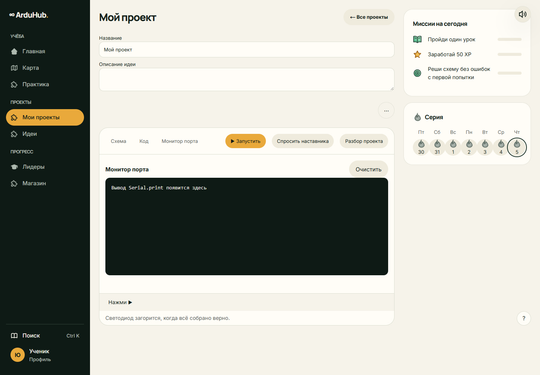 ArduHub.
УЧЁБА
Главная
Карта
Практика
ПРОЕКТЫ
Мои проекты
Идеи
ПРОГРЕСС
Лидеры
Магазин
Поиск
Ctrl K
Ю
Ученик
Профиль
Мой проект
← Все проекты
Название
Мой проект
Описание идеи
...
Схема
Код
Монитор порта
▶ Запустить
Спросить наставника
Разбор проекта
Монитор порта
Очистить
Вывод Serial.print появится здесь
Нажми ▶
Светодиод загорится, когда всё собрано верно.
Миссии на сегодня
Пройди один урок
Заработай 50 XP
Реши схему без ошибок
с первой попытки
Серия
Пт Сб Вс Пн Вт Ср Чт
30 31 1 2 3 4 5
?